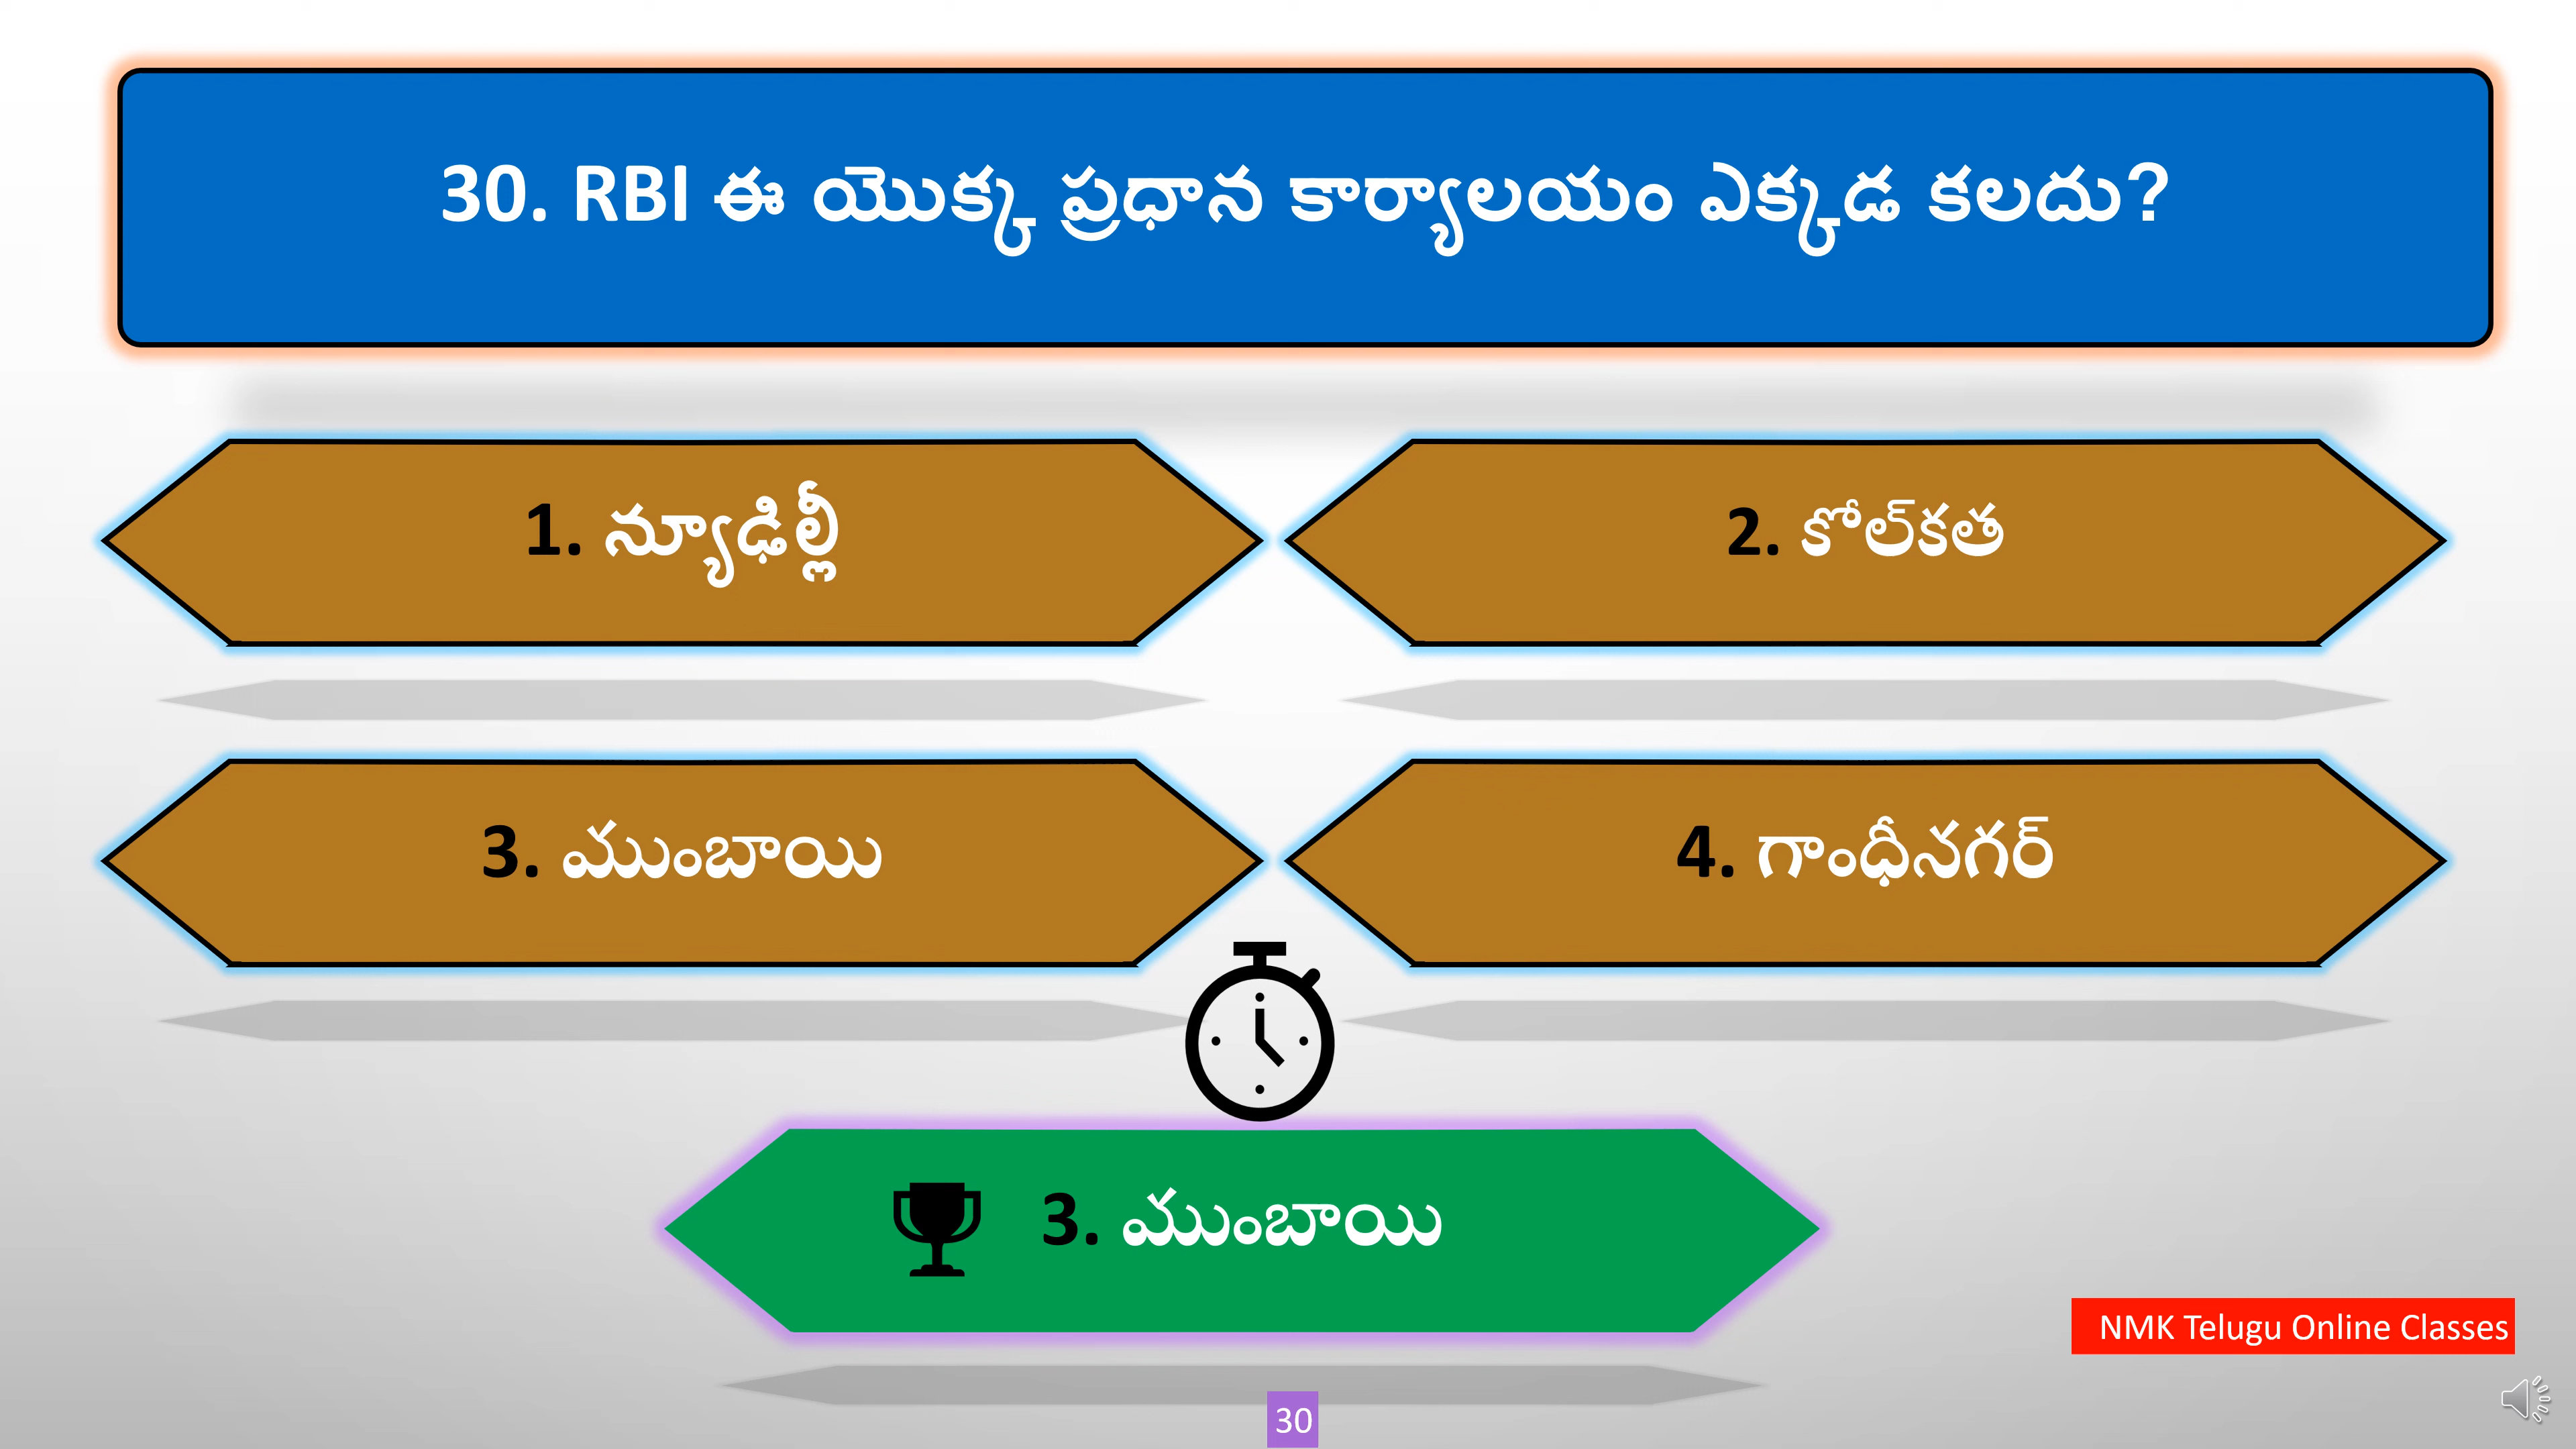 30. RBI ఈ యొక్క ప్రధాన కార్యాలయం ఎక్కడ కలదు?
1. న్యూఢిల్లీ
2. కోల్‌కత
3. ముంబాయి
4. గాంధీనగర్
3. ముంబాయి
NMK Telugu Online Classes
30